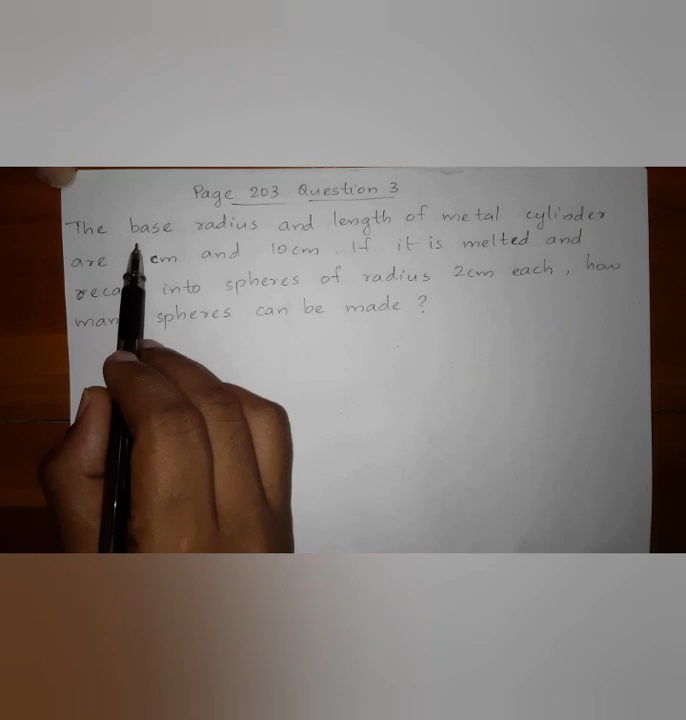 Page 203 Question 3
The base radius and length of metal cylinder
are cm and 10cm. If it is melted and
into spheres of radius 2cm each, how
spheres can be made ?